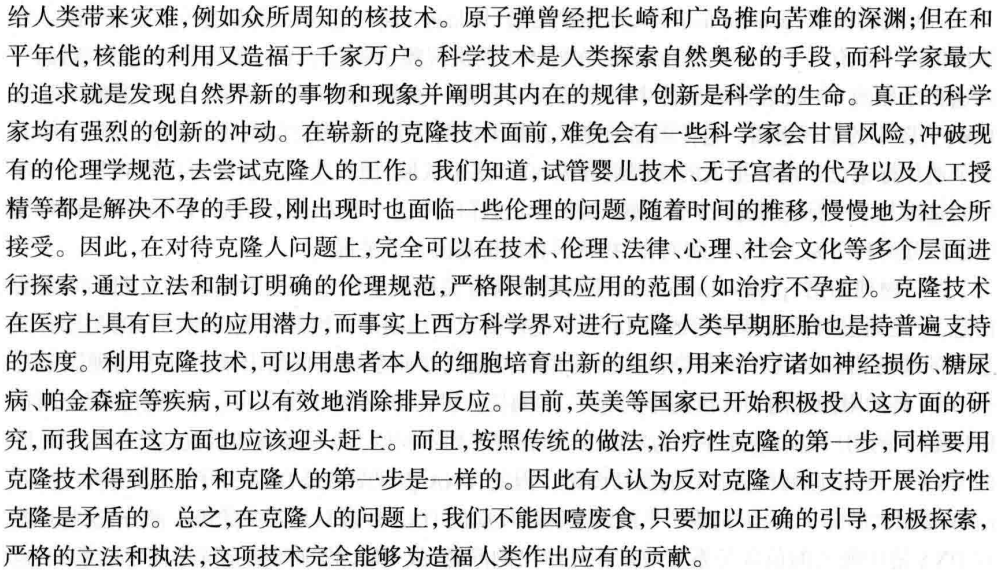 给人类带来灾难,例如众所周知的核技术。原子弹曾经把长崎和广岛推向苦难的深渊;但在和
平年代,核能的利用又造福于千家万户。科学技术是人类探索自然奥秘的手段,而科学家最大
的追求就是发现自然界新的事物和现象并阐明其内在的规律,创新是科学的生命。真正的科学
家均有强烈的创新的冲动。在崭新的克隆技术面前,难免会有一些科学家会甘冒风险,冲破现
有的伦理学规范,去尝试克隆人的工作。我们知道,试管婴儿技术、无子宫者的代孕以及人工授
精等都是解决不孕的手段,刚出现时也面临一些伦理的问题,随着时间的推移,慢慢地为社会所
接受。因此,在对待克隆人问题上,完全可以在技术、伦理、法律、心理、社会文化等多个层面进
行探索,通过立法和制订明确的伦理规范,严格限制其应用的范围(如治疗不孕症)。克隆技术
在医疗上具有巨大的应用潜力,而事实上西方科学界对进行克隆人类早期胚胎也是持普遍支持
的态度。利用克隆技术,可以用患者本人的细胞培育出新的组织,用来治疗诸如神经损伤、糖尿
病、帕金森症等疾病,可以有效地消除排异反应。目前,英美等国家已开始积极投入这方面的研
究,而我国在这方面也应该迎头赶上。而且,按照传统的做法,治疗性克隆的第一步,同样要用
克隆技术得到胚胎,和克隆人的第一步是一样的。因此有人认为反对克隆人和支持开展治疗性
克隆是矛盾的。总之,在克隆人的问题上,我们不能因噎废食,只要加以正确的引导,积极探索,
严格的立法和执法,这项技术完全能够为造福人类作出应有的贡献。